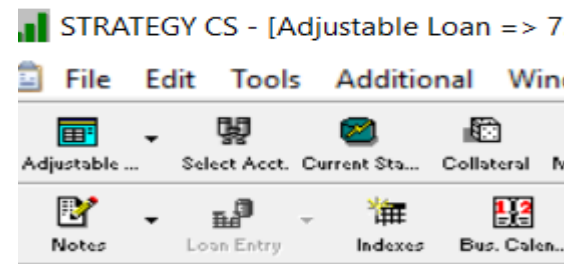 STRATEGY CS - [Adjustable Loan => 7
File Edit Tools Additional Win
Adjustable ... Select Acct. Current Sta... Collateral
Notes Loan Entry Indexes Bus. Calen...